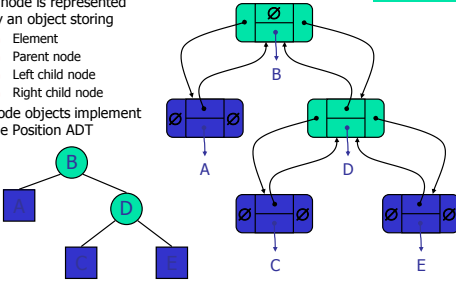 node is represented
y an object storing
Element
Parent node
Left child node
Right child node
ode objects implement
e Position ADT
B
A
D
C
E
∅
B
∅
∅
A
D
∅
∅
∅
∅
C
E